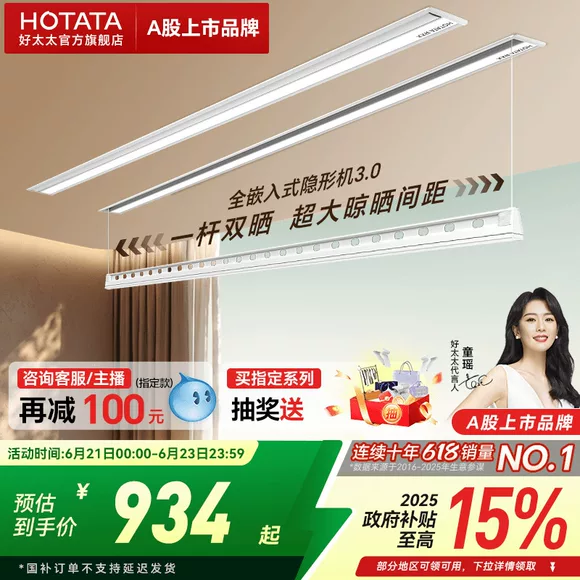 HOTATA
好太太官方旗舰店
A股上市品牌
全嵌入式隐形机3.0
一杆双晒 超大晾晒间距
童瑶
好太太代言人
咨询客服/主播
(指定款)
再减100元
买指定系列
抽奖送
抽
A股上市品牌
活动时间:6月21日00:00-6月23日23:59
连续十年618销量
NO.1
*数据来源于2016-2025年生意参谋
预估
到手价
¥
934起
2025
政府补贴
至高
15%
*国补订单不支持延迟发货
部分地区可领可用,下拉详情领取